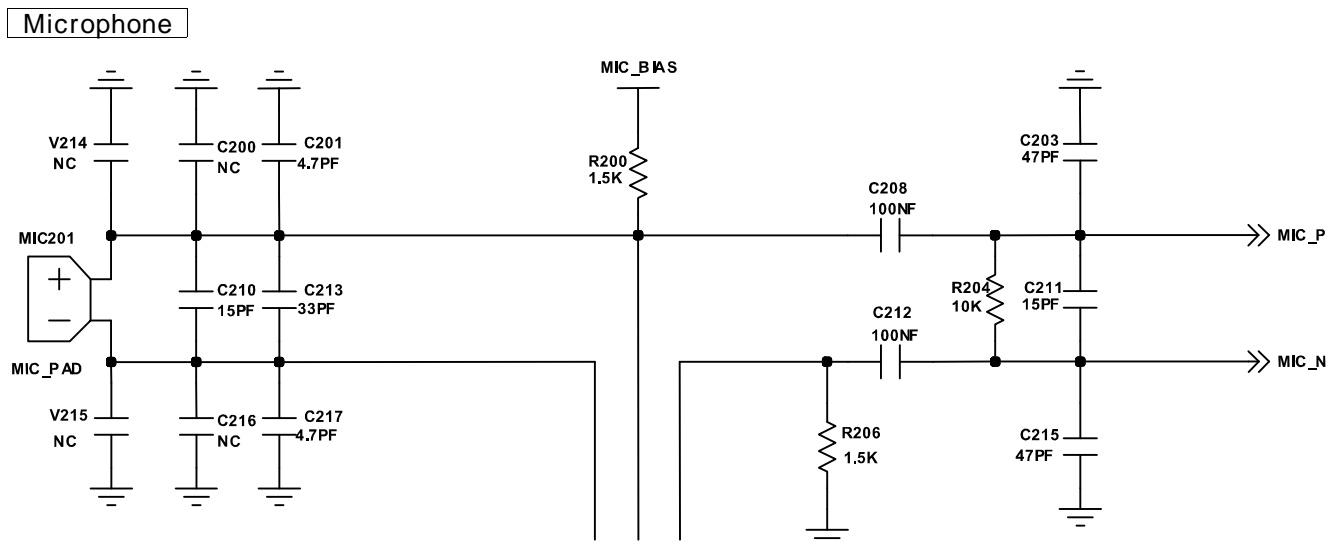 Microphone
MIC_BIAS
V214
NC
C200
NC
C201
4.7PF
R200
1.5K
C203
47PF
C208
100NF
MIC201
MIC_P
C210
15PF
C213
33PF
R204
10K
C211
15PF
C212
100NF
MIC_PAD
MIC_N
V215
NC
C216
NC
C217
4.7PF
R206
1.5K
C215
47PF